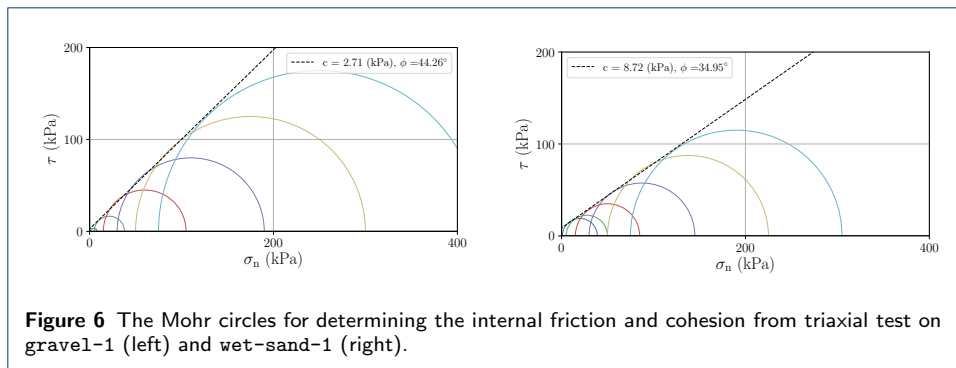 200
100
0
τ (kPa)
c = 2.71 (kPa), ϕ =44.26°
0
200
400
σn (kPa)
200
100
0
τ (kPa)
c = 8.72 (kPa), ϕ =34.95°
0
200
400
σn (kPa)
Figure 6 The Mohr circles for determining the internal friction and cohesion from triaxial test on
gravel-1 (left) and wet-sand-1 (right).